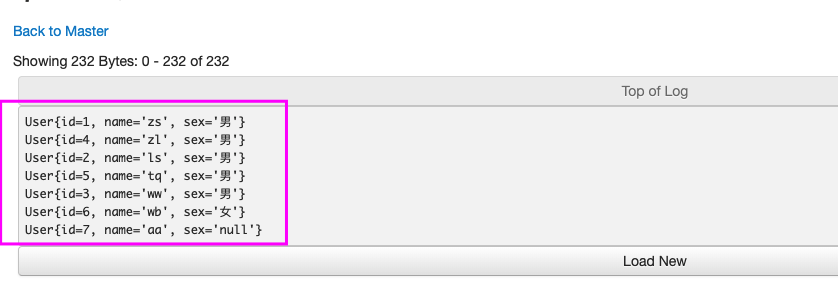 Back to Master
Showing 232 Bytes: 0 - 232 of 232
Top of Log
User{id=1, name='zs', sex='男'}
User{id=4, name='zl', sex='男'}
User{id=2, name='ls', sex='男'}
User{id=5, name='tq', sex='男'}
User{id=3, name='ww', sex='男'}
User{id=6, name='wb', sex='女'}
User{id=7, name='aa', sex='null'}
Load New